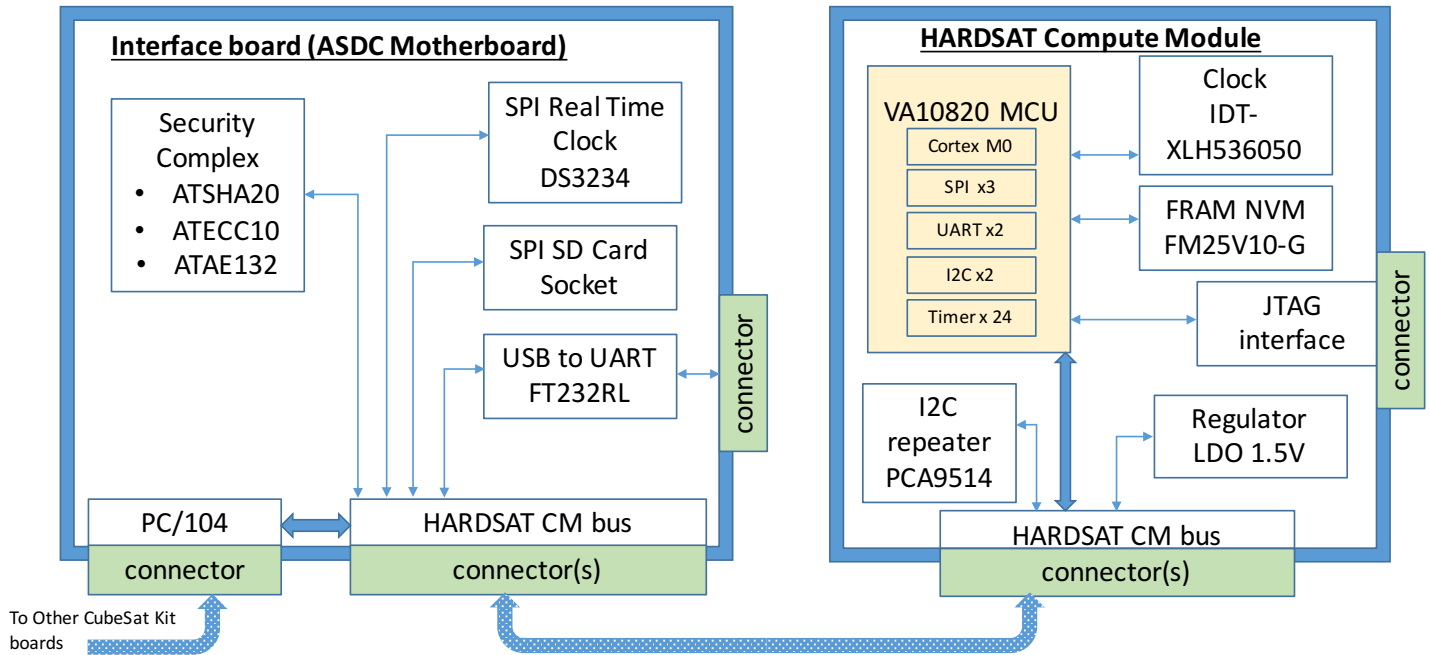 Interface board (ASDC Motherboard)
Security
Complex
• ATSHA20
• ATECC10
• ATAE132
SPI Real Time
Clock
DS3234
SPI SD Card
Socket
USB to UART
FT232RL
connector
PC/104
connector
HARDSAT CM bus
connector(s)
To Other CubeSat Kit
boards
HARDSAT Compute Module
VA10820 MCU
Cortex M0
SPI x3
UART x2
I2C x2
Timer x 24
Clock
IDT-
XLH536050
FRAM NVM
FM25V10-G
JTAG
interface
connector
I2C
repeater
PCA9514
Regulator
LDO 1.5V
HARDSAT CM bus
connector(s)